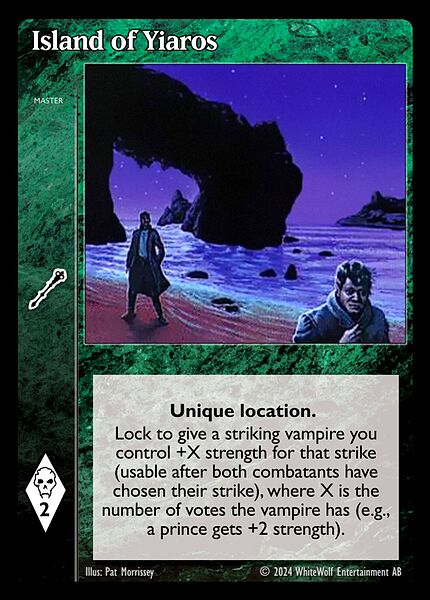 Island of Yiaros
MASTER
2
Unique location.
Lock to give a striking vampire you
control +X strength for that strike
(usable after both combatants have
chosen their strike), where X is the
number of votes the vampire has (e.g.,
a prince gets +2 strength).
Illus: Pat Morrissey
© 2024 WhiteWolf Entertainment AB